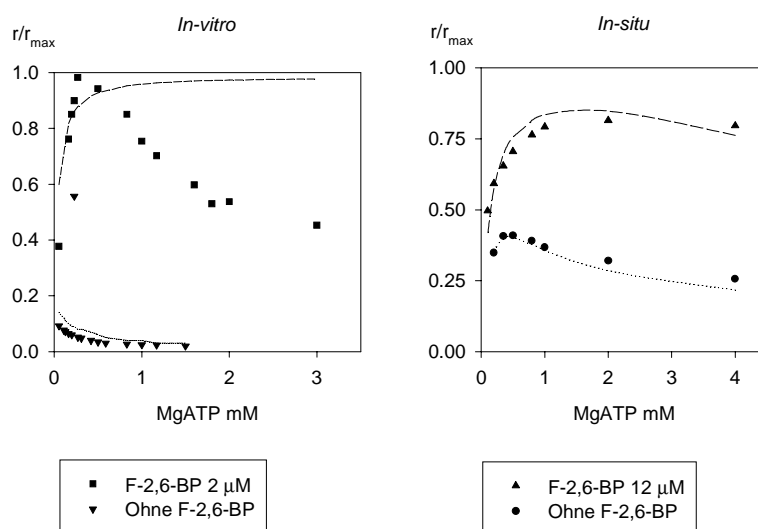 In-vitro
r/rmax
1.0
0.8
0.6
0.4
0.2
0.0
0 1 2 3
MgATP mM
F-2,6-BP 2 µM
Ohne F-2,6-BP
In-situ
r/rmax
1.00
0.75
0.50
0.25
0.00
0 1 2 3 4
MgATP mM
F-2,6-BP 12 µM
Ohne F-2,6-BP